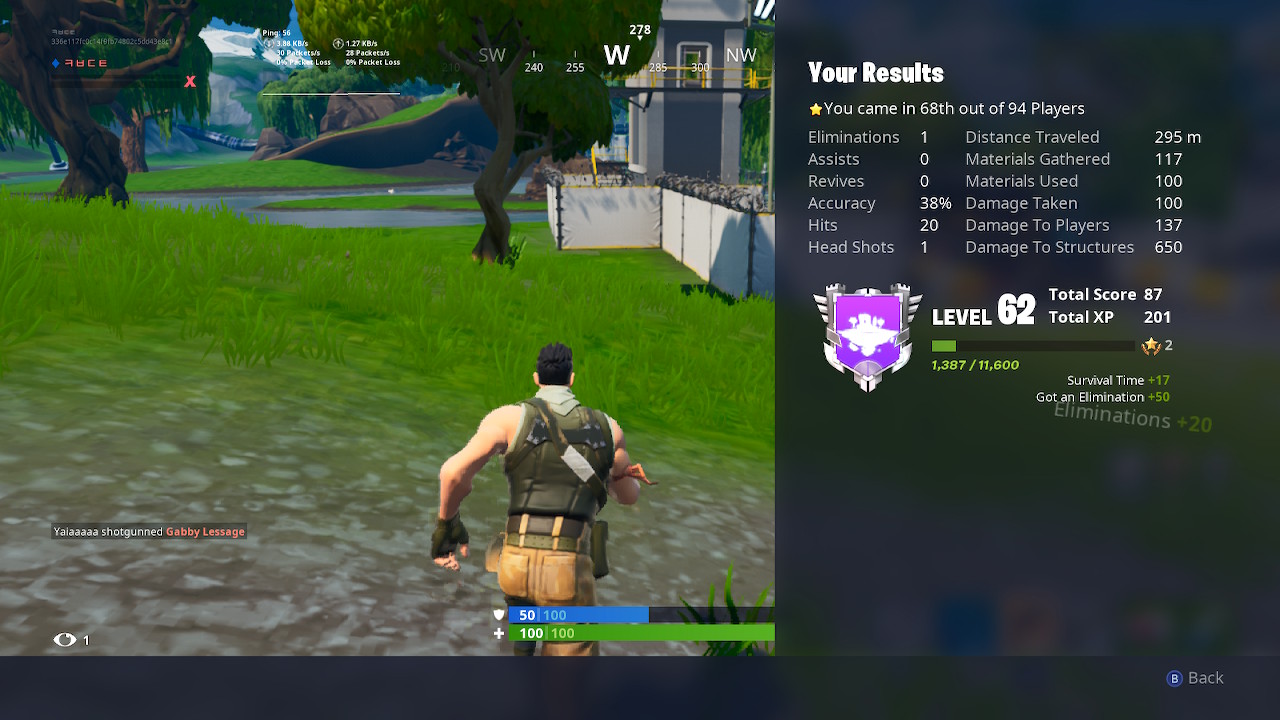 Ping: 56
3.88 KB/s 1.27 KB/s
30 Packets/s 28 Packets/s
0% Packet Loss 0% Packet Loss
278
210 SW 240 255 W 285 300 NW
Your Results
You came in 68th out of 94 Players
Eliminations 1 Distance Traveled 295 m
Assists 0 Materials Gathered 117
Revives 0 Materials Used 100
Accuracy 38% Damage Taken 100
Hits 20 Damage To Players 137
Head Shots 1 Damage To Structures 650
LEVEL 62
Total Score 87
Total XP 201
2
1,387 / 11,600
Survival Time +17
Got an Elimination +50
Eliminations +20
Yaiaaaaa shotgunned Gabby Lessage
50 100
100 100
1
B Back